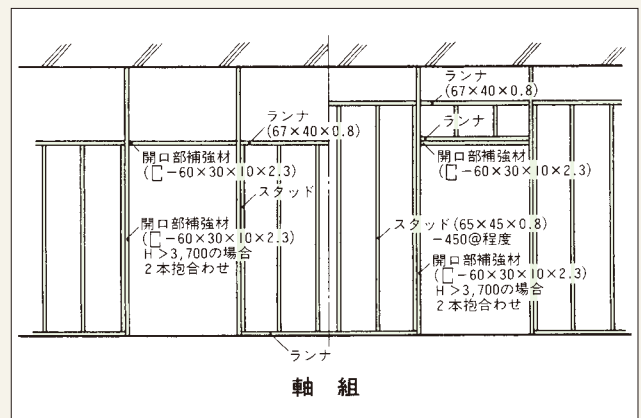 ランナ
(67×40×0.8)
開口部補強材
(⊏−60×30×10×2.3)
スタッド
開口部補強材
(⊏−60×30×10×2.3)
H>3,700の場合
2本抱合わせ
ランナ
ランナ
(67×40×0.8)
ランナ
開口部補強材
(⊏−60×30×10×2.3)
スタッド(65×45×0.8)
−450@程度
開口部補強材
(⊏−60×30×10×2.3)
H>3,700の場合
2本抱合わせ
軸組